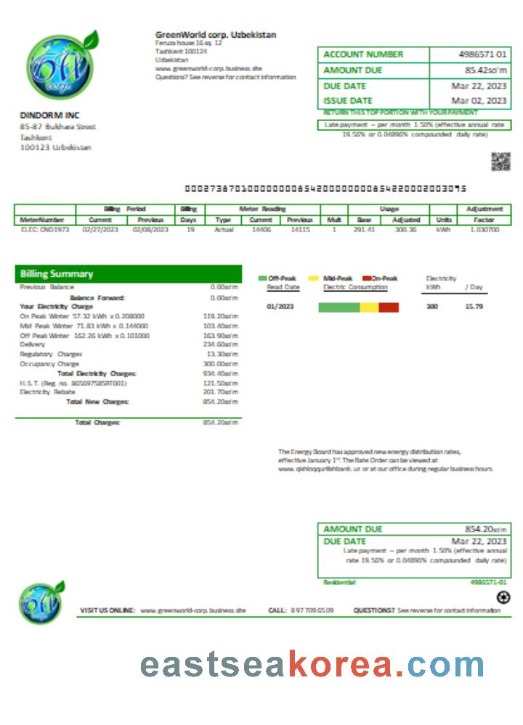 GreenWorld corp. Uzbekistan
Feruza house 16 sq. 12
Tashkent 100124
Uzbekistan
www.greenworld-corp.business.site
Questions? See reverse for contact information
ACCOUNT NUMBER 4986571-01
AMOUNT DUE 85.42so'm
DUE DATE Mar 22, 2023
ISSUE DATE Mar 02, 2023
RETURN THIS TOP PORTION WITH YOUR PAYMENT
Late payment – per month 1.50% (effective annual rate
19.56% or 0.04896% compounded daily rate)
DINDORM INC
85-87 Bukhara Street
Tashkent
100123 Uzbekistan
Billing Period Billing Meter Reading Usage Adjustment
MeterNumber Current Previous Days Type Current Previous Mult Base Adjusted Units Factor
ELEC: CND1973 02/27/2023 02/08/2023 19 Actual 14406 14115 1 291.41 300.36 kWh 1.030700
Billing Summary
Previous Balance 0.00so'm
Balance Forward: 0.00so'm
Your Electricity Charge
On Peak Winter 57.32 kWh x 0.208000 119.20so'm
Mid Peak Winter 71.83 kWh x 0.144000 103.40so'm
Off Peak Winter 162.26 kWh x 0.101000 163.90so'm
Delivery 234.60so'm
Regulatory Charges 13.30so'm
Occupancy Charge 300.00so'm
Total Electricity Charges: 934.40so'm
H.S.T. (Reg. no. 865697585RT001) 121.50so'm
Electricity Rebate 201.70so'm
Total New Charges: 854.20so'm
Total Charges: 854.20so'm
Off-Peak Mid-Peak On-Peak Electricity
Read Date Electric Consumption kWh / Day
01/2023 300 15.79
The Energy Board has approved new energy distribution rates,
effective January 1st. The Rate Order can be viewed at
or at our office during regular business hours.
AMOUNT DUE 854.20so'm
DUE DATE Mar 22, 2023
Late payment – per month 1.50% (effective annual
rate 19.56% or 0.04896% compounded daily rate)
Residential 4986571-01
VISIT US ONLINE: www.greenworld-corp.business.site CALL: 8 97 709 65 09 QUESTIONS? See reverse for contact information
eastseakorea.com